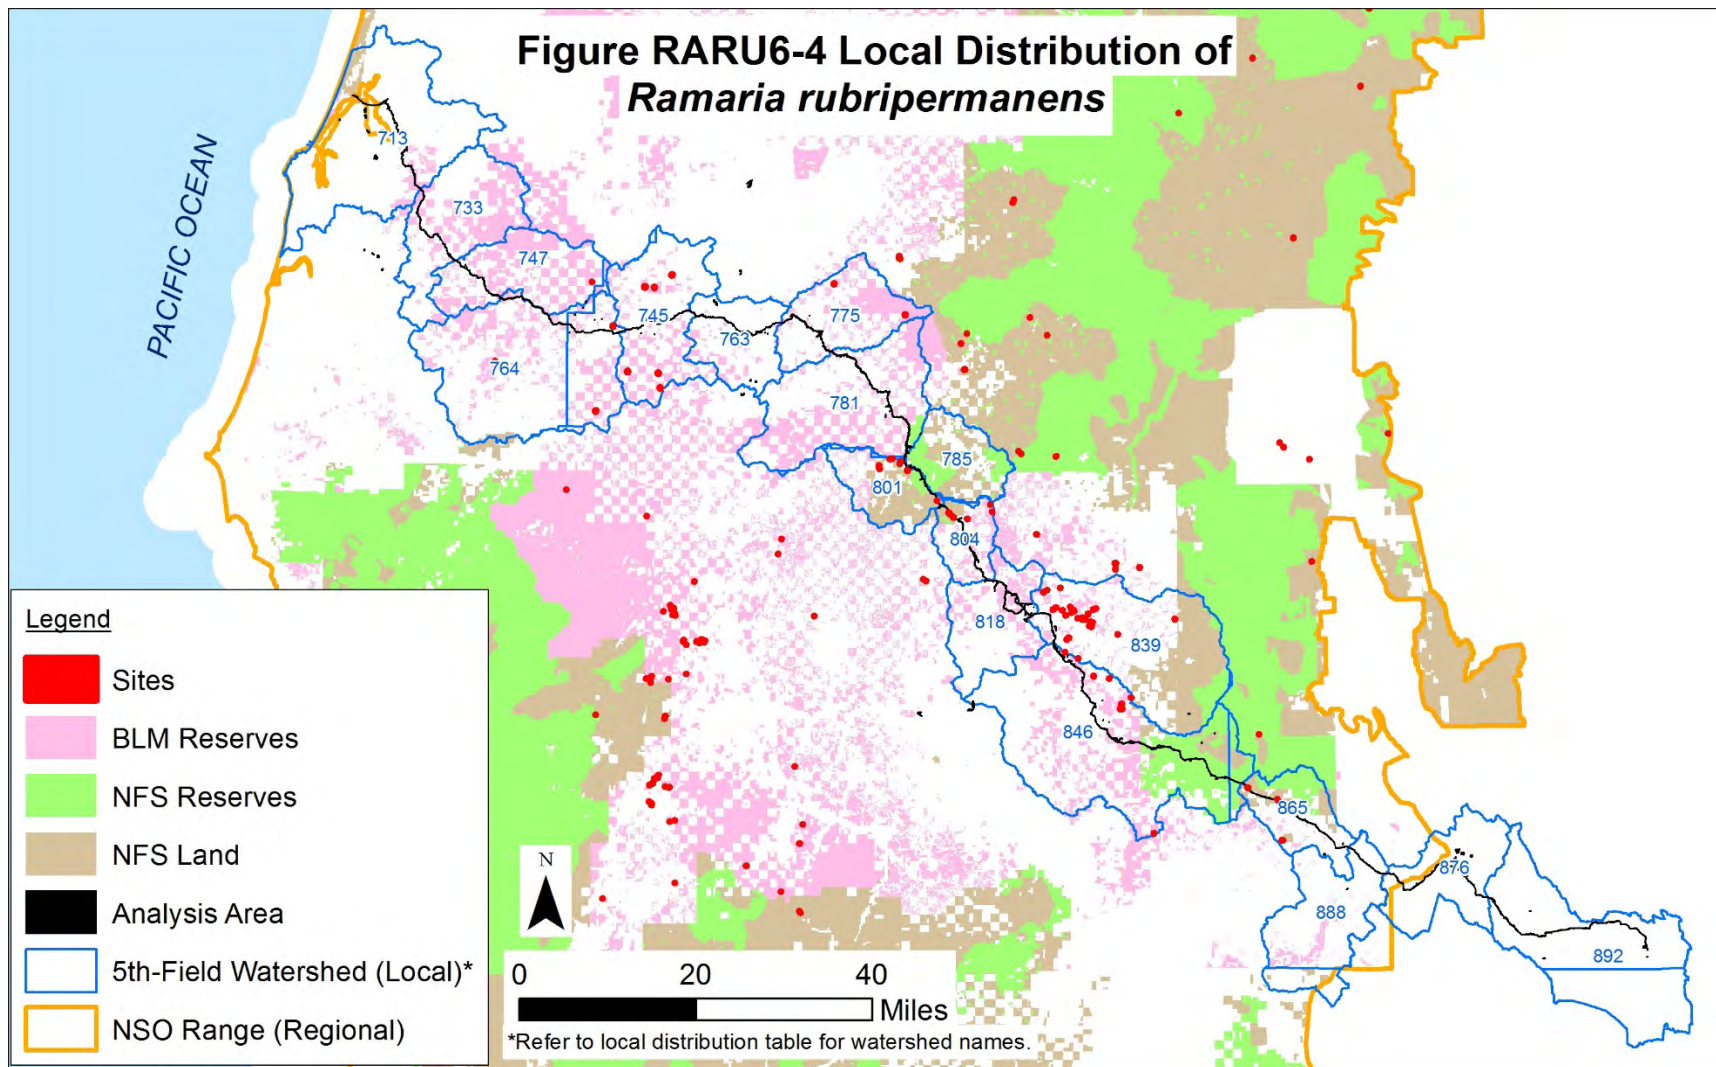 Figure RARU6-4 Local Distribution of
Ramaria rubripermanens
PACIFIC OCEAN
713
733
747
745
775
763
764
781
785
801
804
818
839
846
865
876
888
892
Legend
Sites
BLM Reserves
NFS Reserves
NFS Land
Analysis Area
5th-Field Watershed (Local)*
NSO Range (Regional)
N
0 20 40
Miles
*Refer to local distribution table for watershed names.